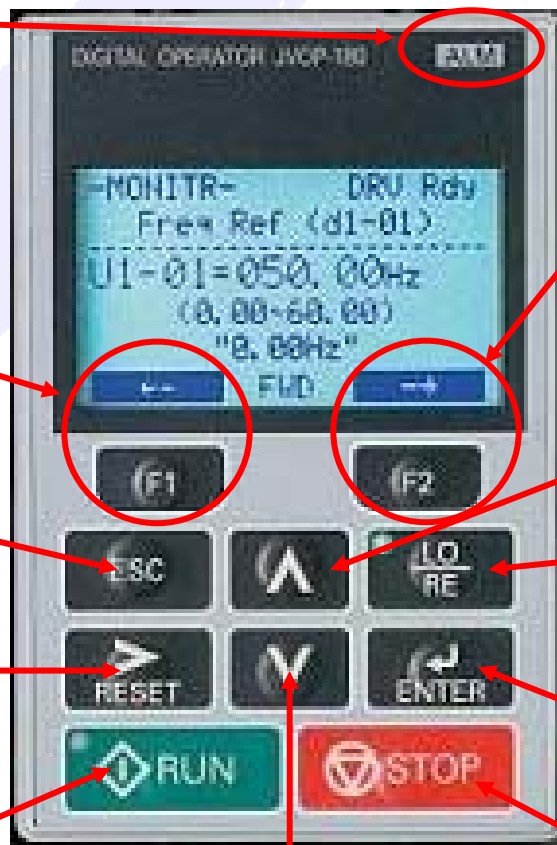 DIGITAL OPERATOR JVOP-180 ALM
-MONITR- DRV Rdy
Freq Ref (d1-01)
U1-01=050.00Hz
(0.00~60.00)
"0.00Hz"
← FWD →
F1 F2
ESC LO
RE
RESET ENTER
RUN STOP